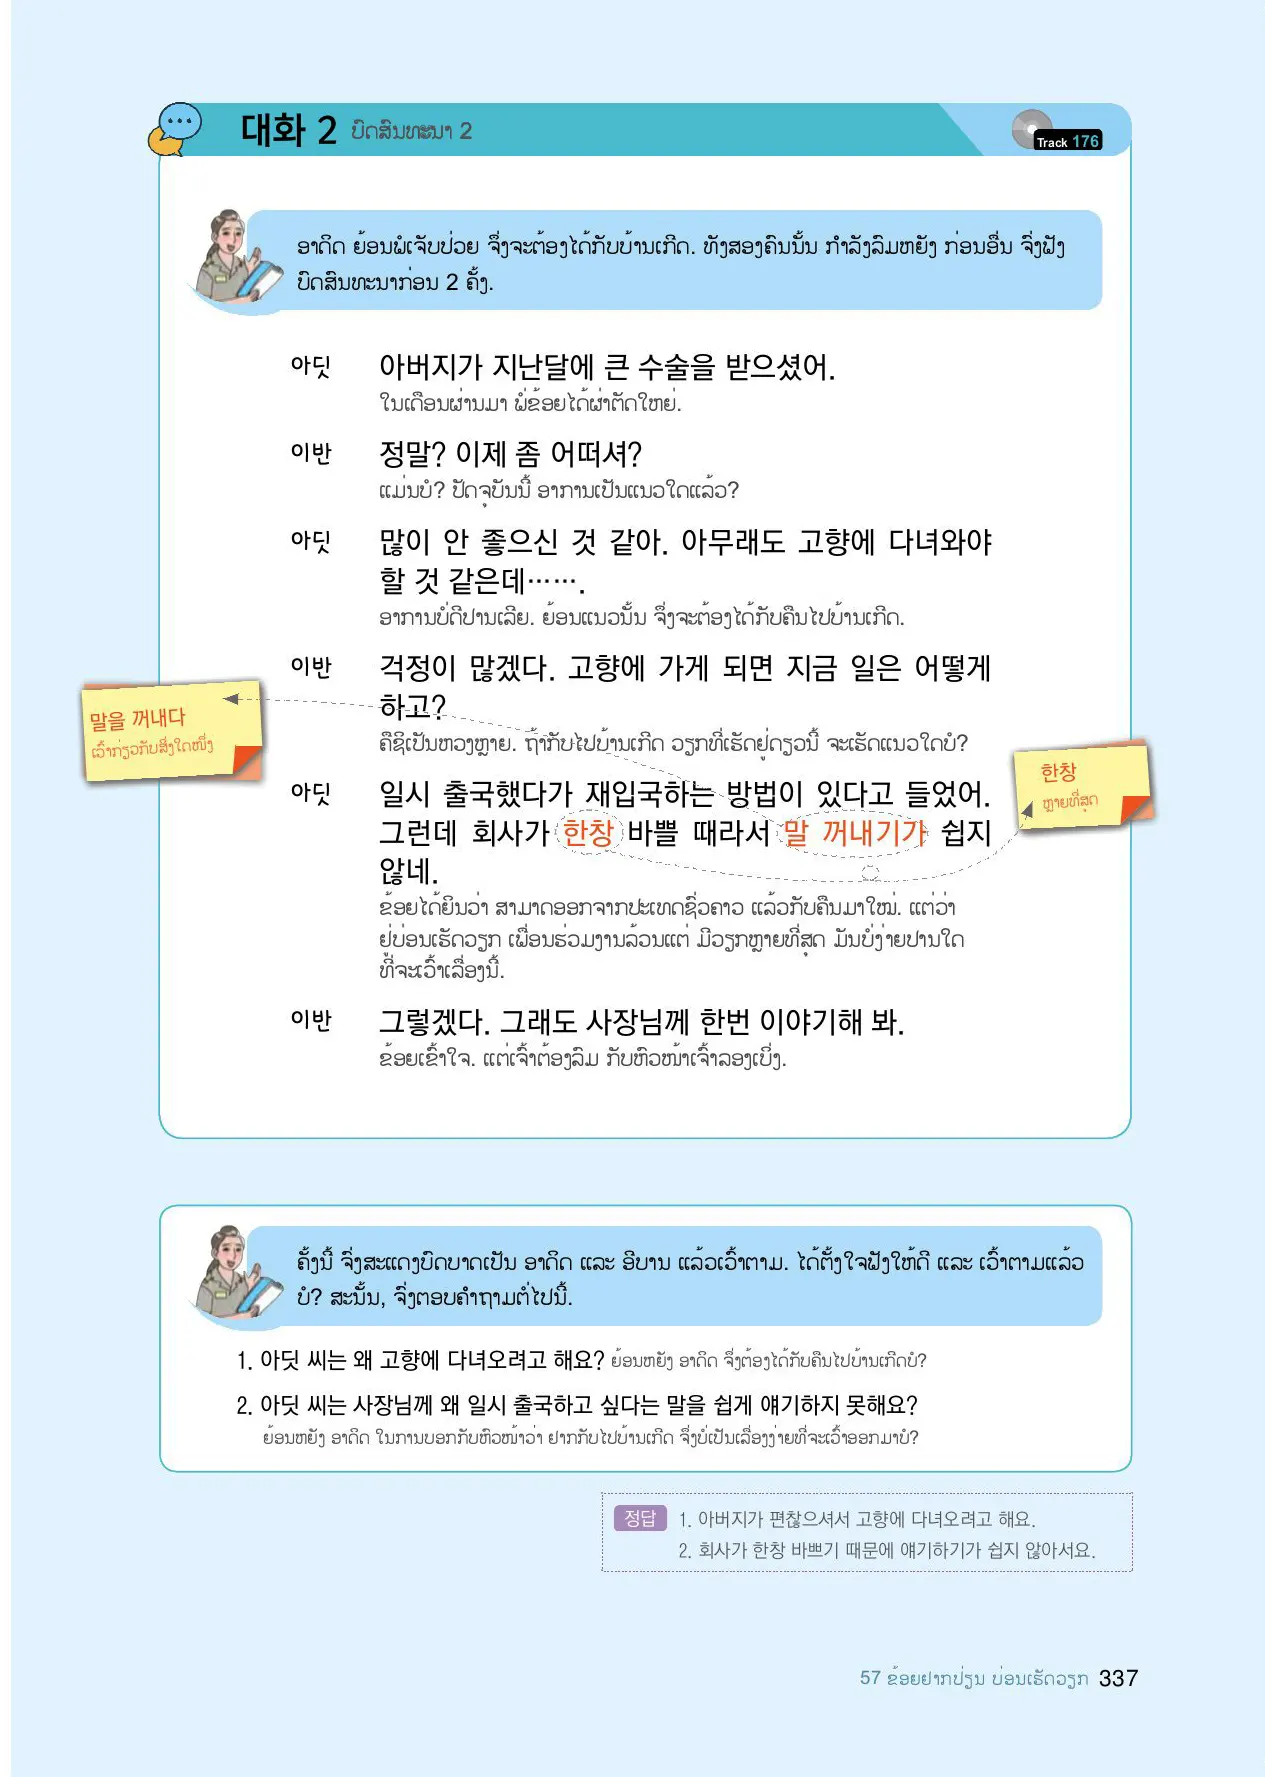 대화 2 ບົດສົນທະນາ 2
Track 176
ອາດິດ ຍ້ອນພໍ່ເຈັບປ່ວຍ ຈຶ່ງຈະຕ້ອງໄດ້ກັບບ້ານເກີດ. ທັງສອງຄົນນັ້ນ ກໍາລັງລົມຫຍັງ ກ່ອນອື່ນ ຈົ່ງຟັງ
ບົດສົນທະນາກ່ອນ 2 ຄັ້ງ.
아딧 아버지가 지난달에 큰 수술을 받으셨어.
ໃນເດືອນຜ່ານມາ ພໍ່ຂ້ອຍໄດ້ຜ່າຕັດໃຫຍ່.
이반 정말? 이제 좀 어떠셔?
ແມ່ນບໍ? ປັດຈຸບັນນີ້ ອາການເປັນແນວໃດແລ້ວ?
아딧 많이 안 좋으신 것 같아. 아무래도 고향에 다녀와야
할 것 같은데…….
ອາການບໍ່ດີປານເລີຍ. ຍ້ອນແນວນັ້ນ ຈຶ່ງຈະຕ້ອງໄດ້ກັບຄືນໄປບ້ານເກີດ.
이반 걱정이 많겠다. 고향에 가게 되면 지금 일은 어떻게
하고?
ຄືຊິເປັນຫວງຫຼາຍ. ຖ້າກັບໄປບ້ານເກີດ ວຽກທີ່ເຮັດຢູ່ດຽວນີ້ ຈະເຮັດແນວໃດບໍ?
말을 꺼내다
ເວົ້າກ່ຽວກັບສິ່ງໃດໜຶ່ງ
한창
ຫຼາຍທີ່ສຸດ
아딧 일시 출국했다가 재입국하는 방법이 있다고 들었어.
그런데 회사가 한창 바쁠 때라서 말 꺼내기가 쉽지
않네.
ຂ້ອຍໄດ້ຍິນວ່າ ສາມາດອອກຈາກປະເທດຊົ່ວຄາວ ແລ້ວກັບຄືນມາໃໝ່. ແຕ່ວ່າ
ຢູ່ບ່ອນເຮັດວຽກ ເພື່ອນຮ່ວມງານລ້ວນແຕ່ ມີວຽກຫຼາຍທີ່ສຸດ ມັນບໍ່ງ່າຍປານໃດ
ທີ່ຈະເວົ້າເລື່ອງນີ້.
이반 그렇겠다. 그래도 사장님께 한번 이야기해 봐.
ຂ້ອຍເຂົ້າໃຈ. ແຕ່ເຈົ້າຕ້ອງລົມ ກັບຫົວໜ້າເຈົ້າລອງເບິ່ງ.
ຄັ້ງນີ້ ຈົ່ງສະແດງບົດບາດເປັນ ອາດິດ ແລະ ອີບານ ແລ້ວເວົ້າຕາມ. ໄດ້ຕັ້ງໃຈຟັງໃຫ້ດີ ແລະ ເວົ້າຕາມແລ້ວ
ບໍ? ສະນັ້ນ, ຈົ່ງຕອບຄໍາຖາມຕໍ່ໄປນີ້.
1. 아딧 씨는 왜 고향에 다녀오려고 해요? ຍ້ອນຫຍັງ ອາດິດ ຈຶ່ງຕ້ອງໄດ້ກັບຄືນໄປບ້ານເກີດບໍ?
2. 아딧 씨는 사장님께 왜 일시 출국하고 싶다는 말을 쉽게 얘기하지 못해요?
ຍ້ອນຫຍັງ ອາດິດ ໃນການບອກກັບຫົວໜ້າວ່າ ຢາກກັບໄປບ້ານເກີດ ຈຶ່ງບໍ່ເປັນເລື່ອງງ່າຍທີ່ຈະເວົ້າອອກມາບໍ?
정답 1. 아버지가 편찮으셔서 고향에 다녀오려고 해요.
2. 회사가 한창 바쁘기 때문에 얘기하기가 쉽지 않아서요.
57 ຂ້ອຍຢາກປ່ຽນ ບ່ອນເຮັດວຽກ 337